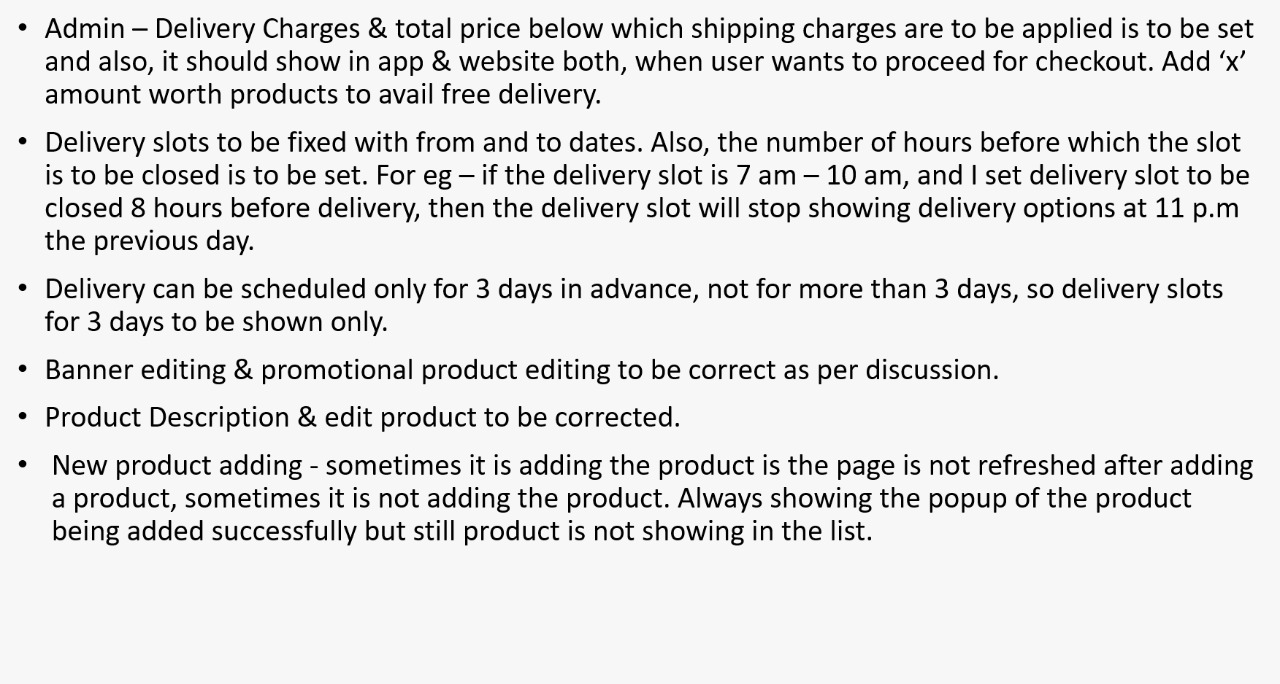 • Admin – Delivery Charges & total price below which shipping charges are to be applied is to be set
and also, it should show in app & website both, when user wants to proceed for checkout. Add ‘x’
amount worth products to avail free delivery.
• Delivery slots to be fixed with from and to dates. Also, the number of hours before which the slot
is to be closed is to be set. For eg – if the delivery slot is 7 am – 10 am, and I set delivery slot to be
closed 8 hours before delivery, then the delivery slot will stop showing delivery options at 11 p.m
the previous day.
• Delivery can be scheduled only for 3 days in advance, not for more than 3 days, so delivery slots
for 3 days to be shown only.
• Banner editing & promotional product editing to be correct as per discussion.
• Product Description & edit product to be corrected.
• New product adding - sometimes it is adding the product is the page is not refreshed after adding
a product, sometimes it is not adding the product. Always showing the popup of the product
being added successfully but still product is not showing in the list.